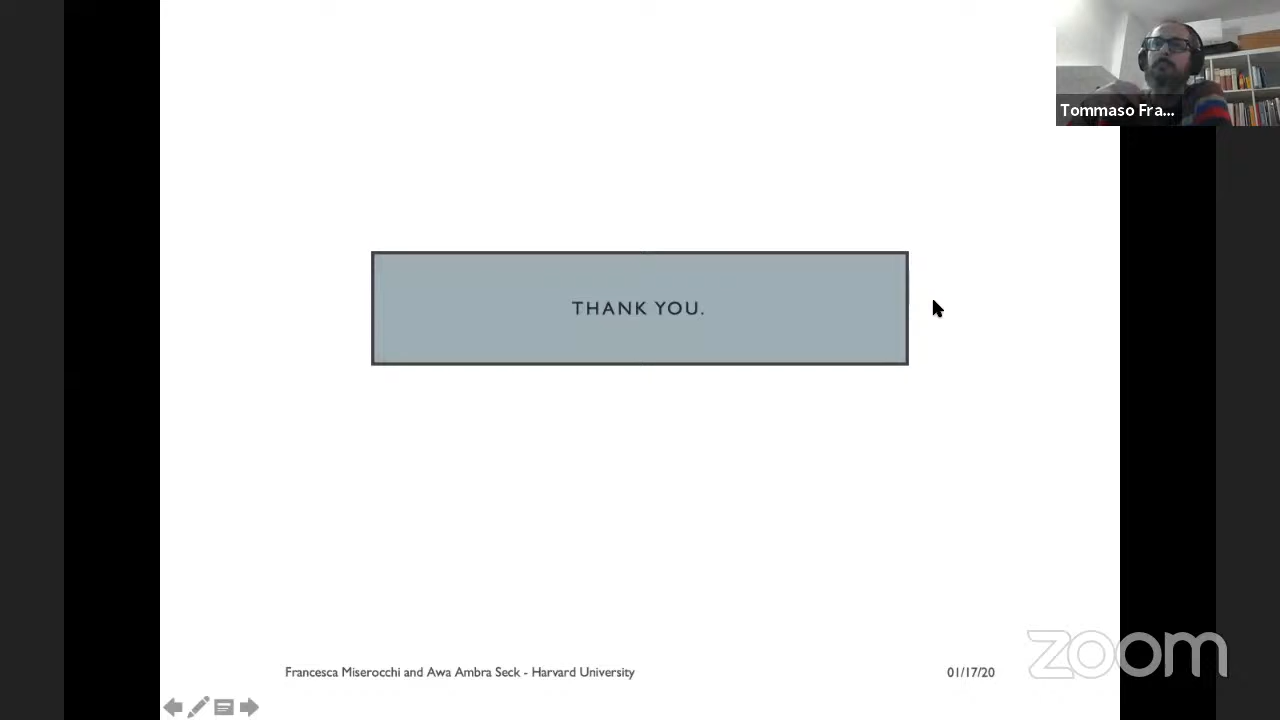 Tommaso Fra...
THANK YOU.
Francesca Miserocchi and Awa Ambra Seck - Harvard University
01/17/20
zoom